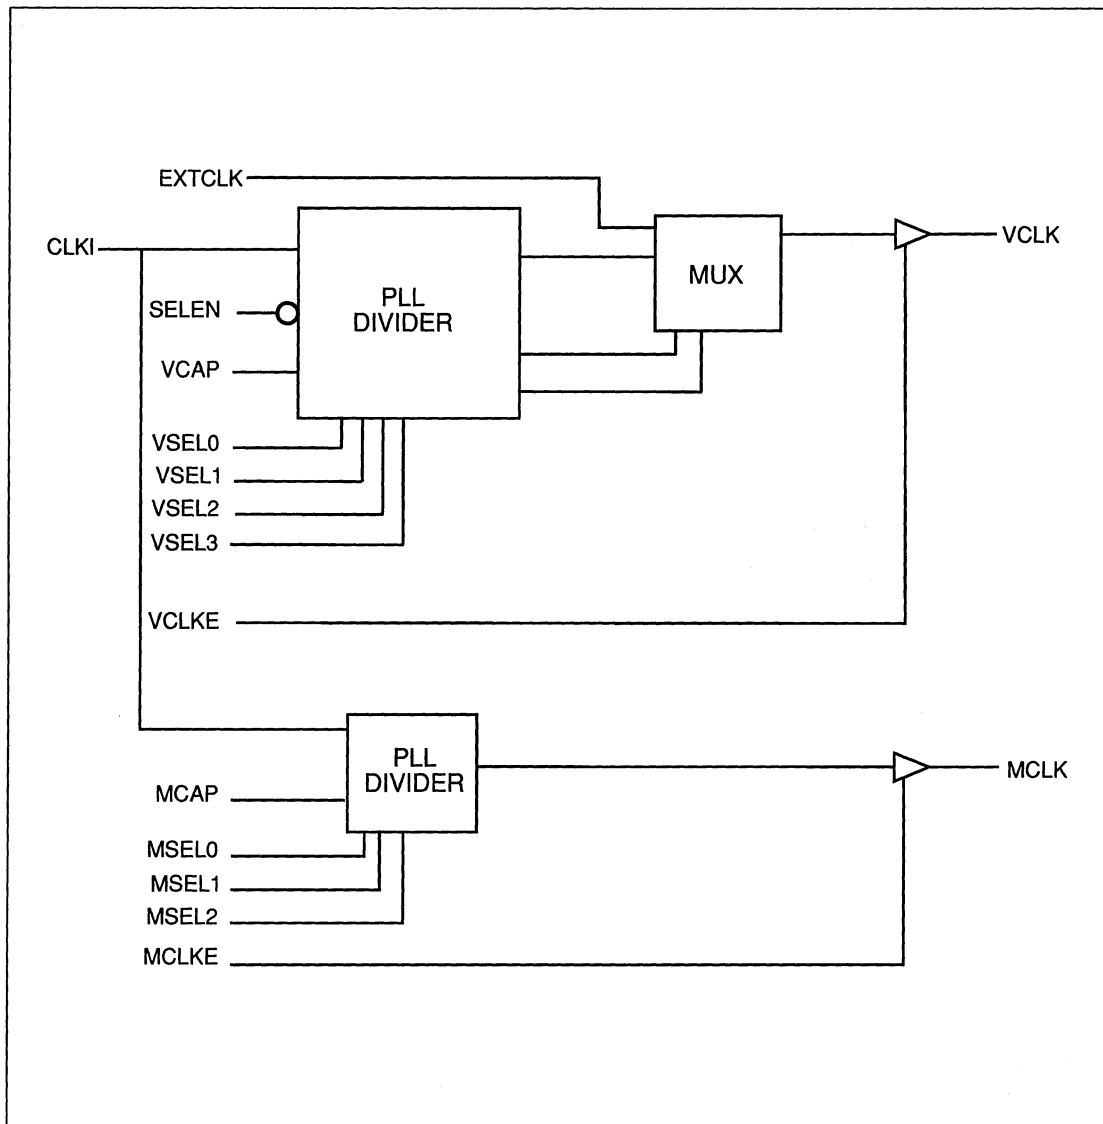 EXTCLK
CLKI
SELEN
VCAP
PLL
DIVIDER
MUX
VCLK
VSEL0
VSEL1
VSEL2
VSEL3
VCLKE
PLL
DIVIDER
MCLK
MCAP
MSEL0
MSEL1
MSEL2
MCLKE